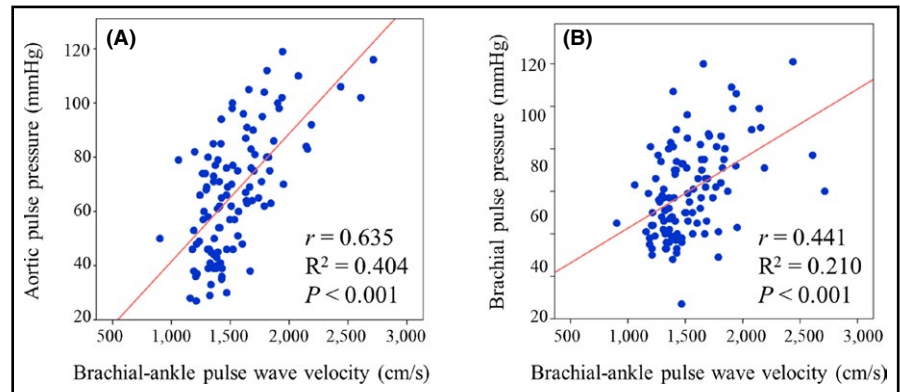 (A)
Aortic pulse pressure (mmHg)
120
100
80
60
40
20
r = 0.635
R² = 0.404
P < 0.001
500 1,000 1,500 2,000 2,500 3,000
Brachial-ankle pulse wave velocity (cm/s)
(B)
Brachial pulse pressure (mmHg)
120
100
80
60
40
20
r = 0.441
R² = 0.210
P < 0.001
500 1,000 1,500 2,000 2,500 3,000
Brachial-ankle pulse wave velocity (cm/s)